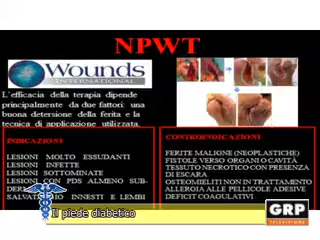 NPWT
Wounds
INTERNATIONAL
L'efficacia della terapia dipende
principalmente da due fattori: una
buona detersione della ferita e la
tecnica di applicazione utilizzata.
INDICAZIONI
LESIONI MOLTO ESSUDANTI
LESIONI INFETTE
LESIONI SOTTOMINATE
LESIONI CON PDS ALMENO SUB-
DER
SALVA INNESTI E LEMBI
CONTROINDICAZIONI
FERITE MALIONE (NEOPLASTICHE)
FISTOLE VERSO ORGANI O CAVITÀ
TESSUTO NECROTICO CON PRESENZA
DI ESCARA
OSTEOMIELITI NON IN TRATTAMENTO
ALLERGIA ALLE PELLICOLE ADESIVE
DEFICIT COAGULATIVI
Il piede diabetico
GRP
TELEVISIONE